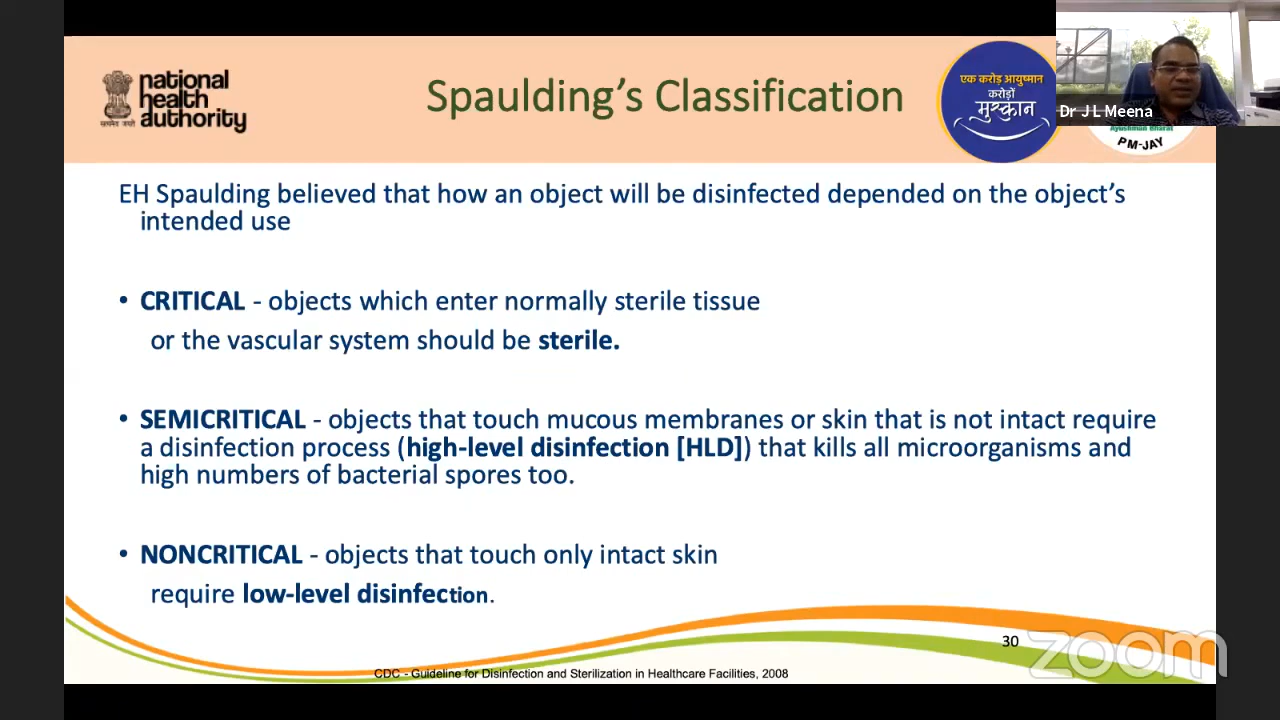 national
health
authority
सत्यमेव जयते
Spaulding's Classification
एक करोड़ आयुष्मान
करोड़ों
मुस्कान
Dr J L Meena
Ayushman Bharat
PM-JAY
EH Spaulding believed that how an object will be disinfected depended on the object's
intended use
• CRITICAL - objects which enter normally sterile tissue
or the vascular system should be sterile.
• SEMICRITICAL - objects that touch mucous membranes or skin that is not intact require
a disinfection process (high-level disinfection [HLD]) that kills all microorganisms and
high numbers of bacterial spores too.
• NONCRITICAL - objects that touch only intact skin
require low-level disinfection.
30
zoom
CDC - Guideline for Disinfection and Sterilization in Healthcare Facilities, 2008